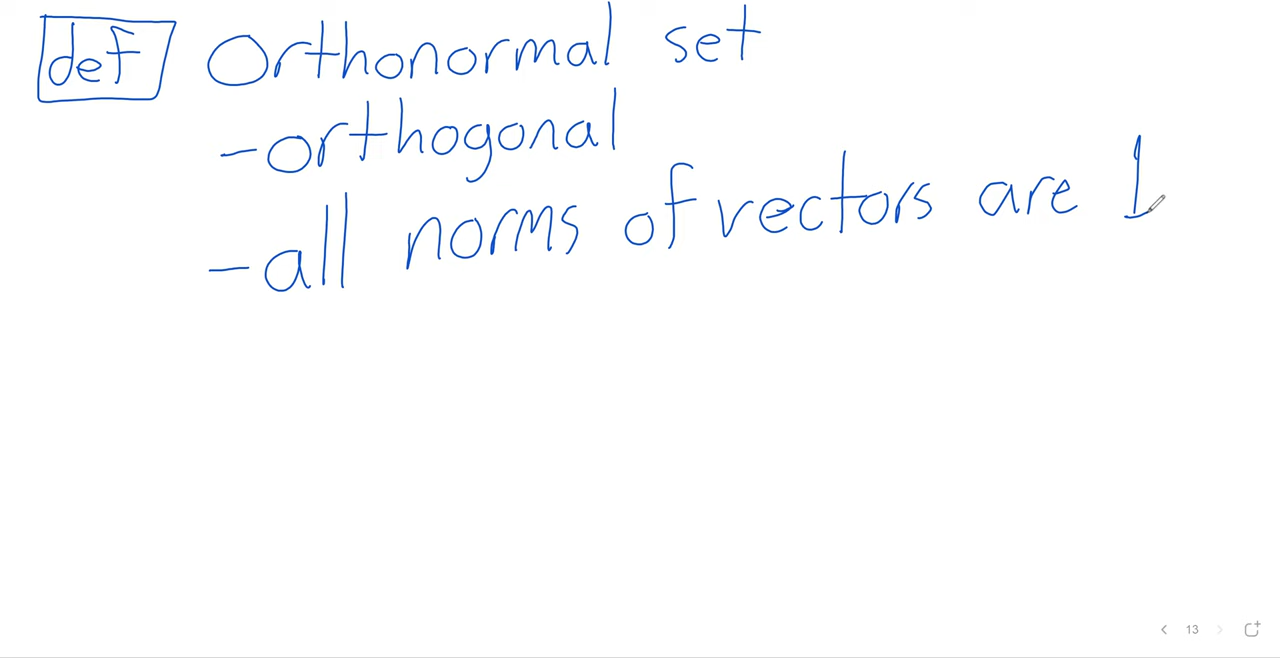 def Orthonormal set
- orthogonal
- all norms of vectors are 1
13